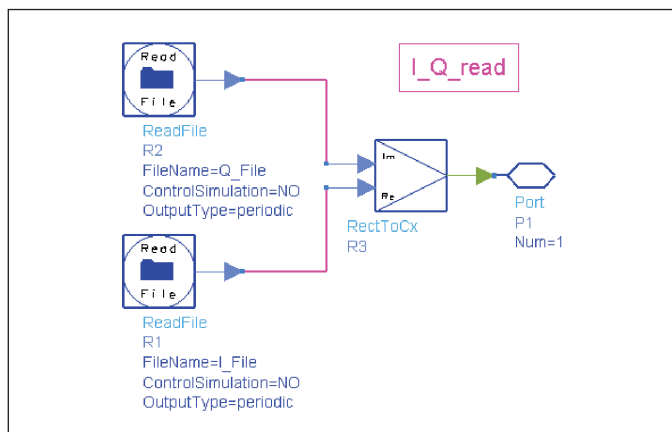 I_Q_read
Read
File
ReadFile
R2
FileName=Q_File
ControlSimulation=NO
OutputType=periodic
Im
Re
RectToCx
R3
Port
P1
Num=1
Read
File
ReadFile
R1
FileName=I_File
ControlSimulation=NO
OutputType=periodic